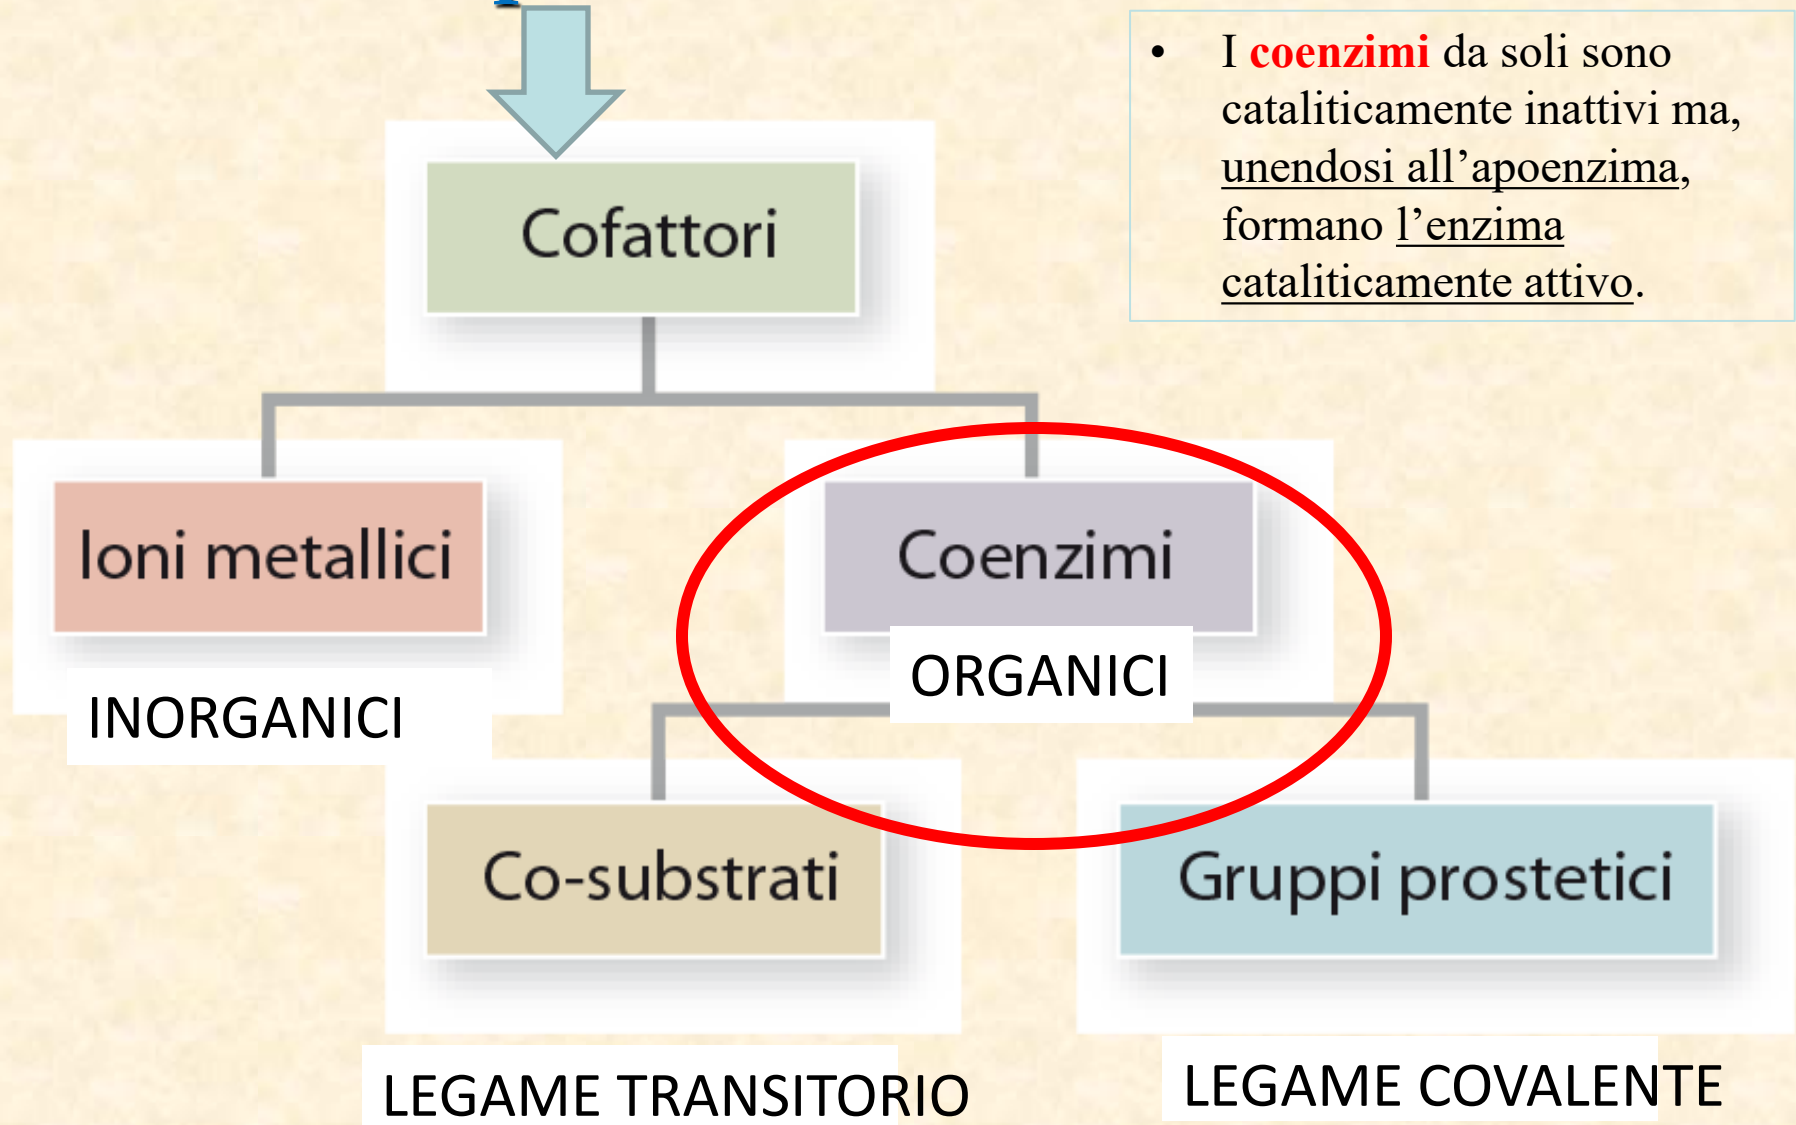 • I coenzimi da soli sono
cataliticamente inattivi ma,
unendosi all’apoenzima,
formano l’enzima
cataliticamente attivo.
Cofattori
Ioni metallici
Coenzimi
INORGANICI
ORGANICI
Co-substrati
Gruppi prostetici
LEGAME TRANSITORIO
LEGAME COVALENTE